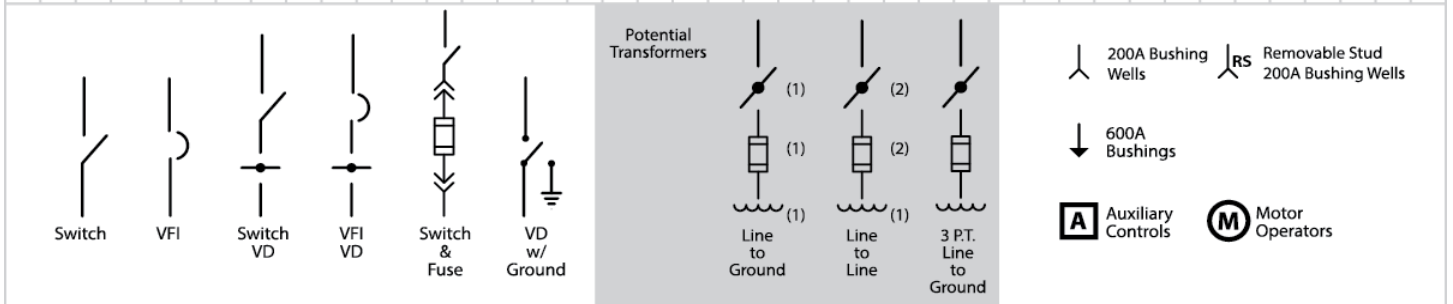 Switch
VFI
Switch
VD
VFI
VD
Switch
&
Fuse
VD
w/
Ground
Potential
Transformers
(1)
(1)
(1)
Line
to
Ground
(2)
(2)
(1)
Line
to
Line
3 P.T.
Line
to
Ground
200A Bushing
Wells
RS
Removable Stud
200A Bushing Wells
600A
Bushings
A
Auxiliary
Controls
M
Motor
Operators